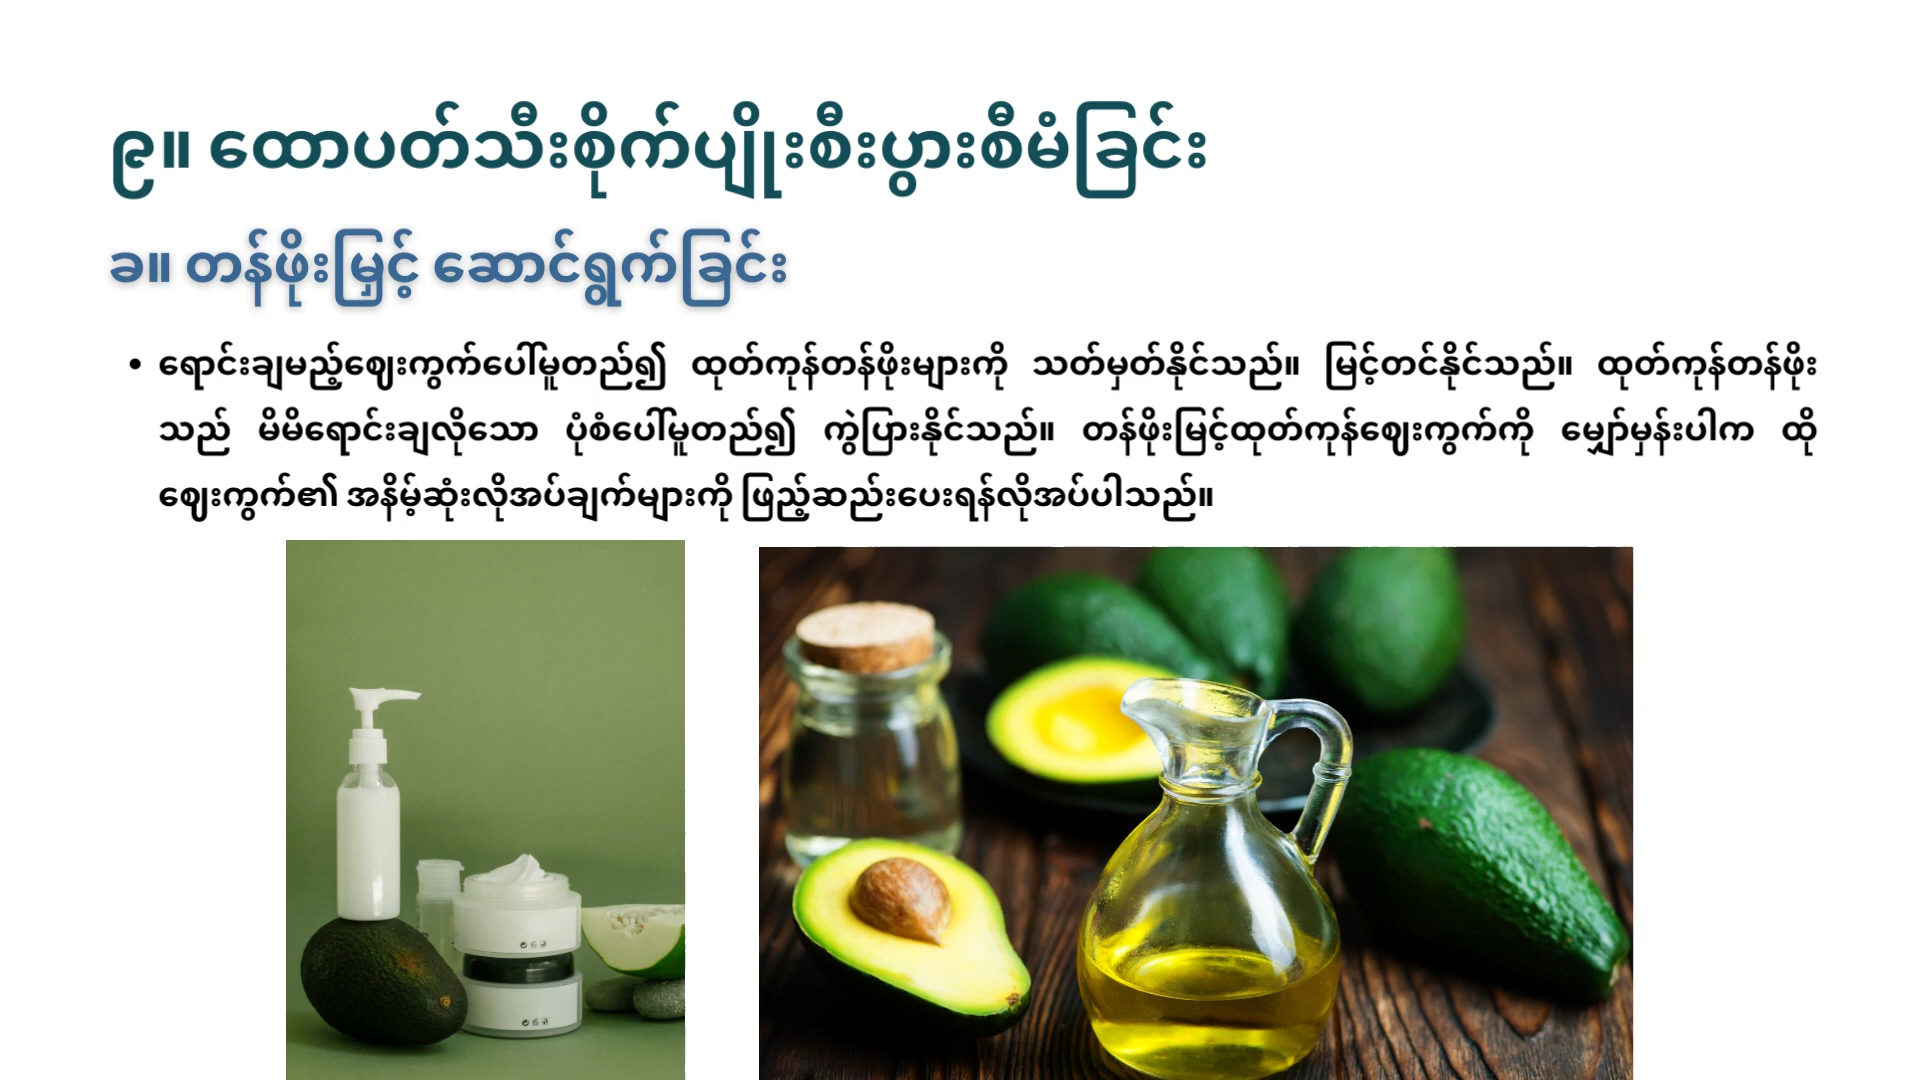 ၉။ ထောပတ်သီးစိုက်ပျိုးစီးပွားစီမံခြင်း
ခ။ တန်ဖိုးမြှင့် ဆောင်ရွက်ခြင်း
• ရောင်းချမည့်ဈေးကွက်ပေါ်မူတည်၍ ထုတ်ကုန်တန်ဖိုးများကို သတ်မှတ်နိုင်သည်။ မြင့်တင်နိုင်သည်။ ထုတ်ကုန်တန်ဖိုး
သည် မိမိရောင်းချလိုသော ပုံစံပေါ်မူတည်၍ ကွဲပြားနိုင်သည်။ တန်ဖိုးမြင့်ထုတ်ကုန်ဈေးကွက်ကို မျှော်မှန်းပါက ထို
ဈေးကွက်၏ အနိမ့်ဆုံးလိုအပ်ချက်များကို ဖြည့်ဆည်းပေးရန်လိုအပ်ပါသည်။